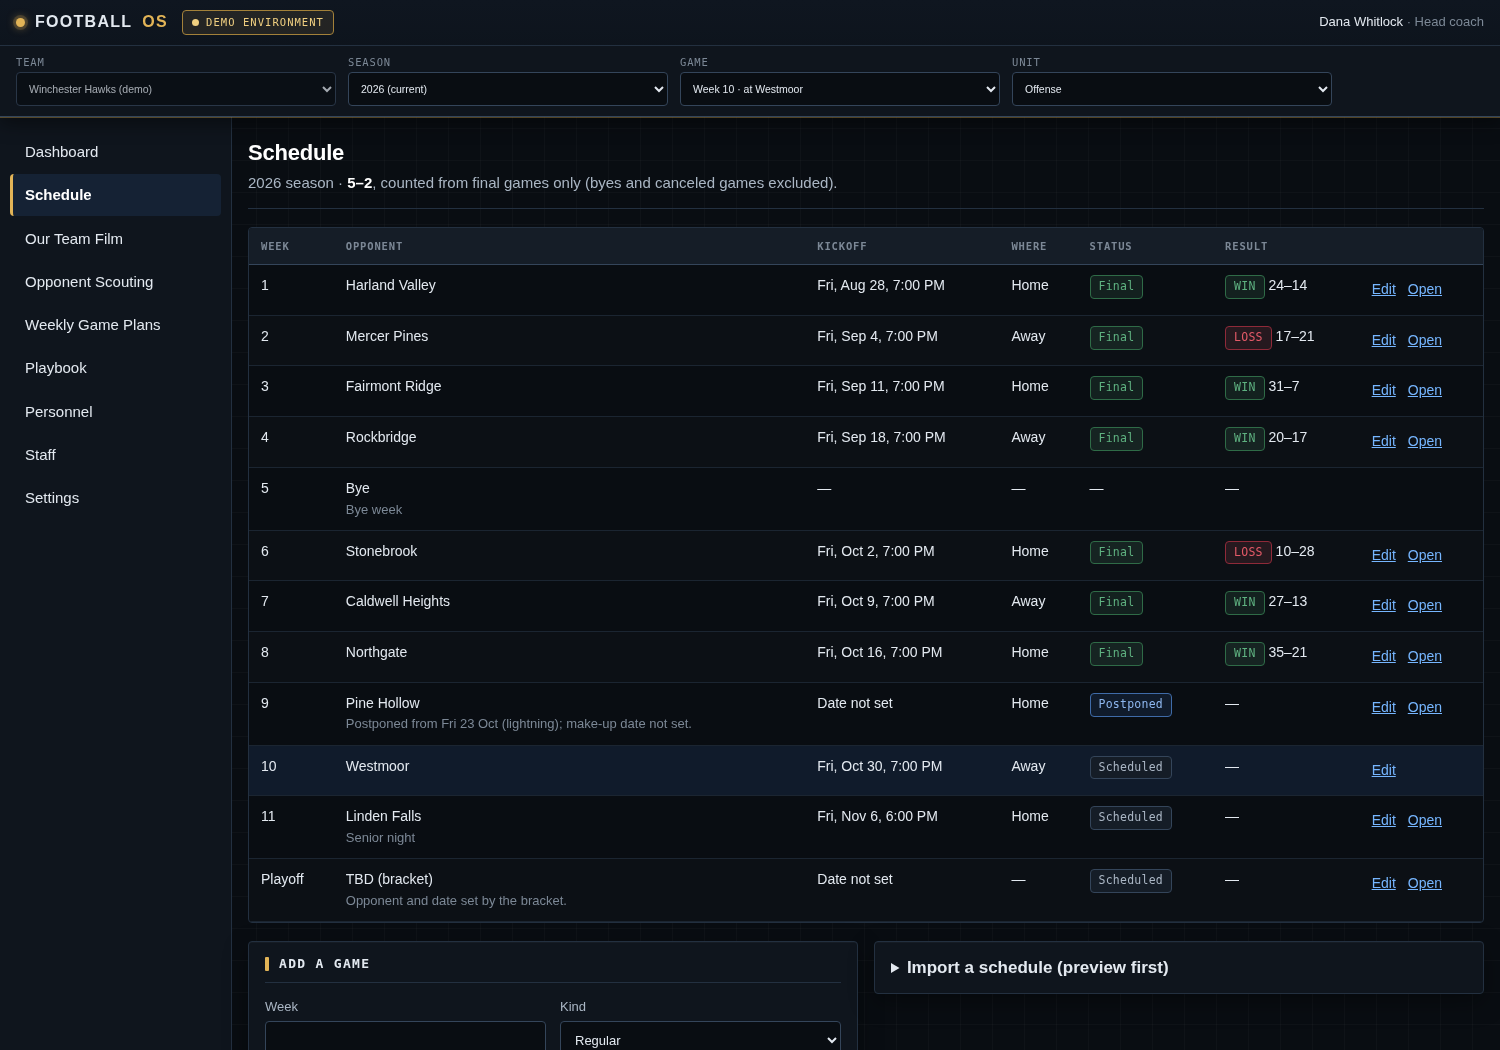 FOOTBALL OS DEMO ENVIRONMENT Dana Whitlock · Head coach
TEAM SEASON GAME UNIT
Winchester Hawks (demo) 2026 (current) Week 10 · at Westmoor Offense
Dashboard
Schedule
Our Team Film
Opponent Scouting
Weekly Game Plans
Playbook
Personnel
Staff
Settings
Schedule
2026 season · 5–2, counted from final games only (byes and canceled games excluded).
WEEK OPPONENT KICKOFF WHERE STATUS RESULT
1 Harland Valley Fri, Aug 28, 7:00 PM Home Final WIN 24–14 Edit Open
2 Mercer Pines Fri, Sep 4, 7:00 PM Away Final LOSS 17–21 Edit Open
3 Fairmont Ridge Fri, Sep 11, 7:00 PM Home Final WIN 31–7 Edit Open
4 Rockbridge Fri, Sep 18, 7:00 PM Away Final WIN 20–17 Edit Open
5 Bye — — — —
Bye week
6 Stonebrook Fri, Oct 2, 7:00 PM Home Final LOSS 10–28 Edit Open
7 Caldwell Heights Fri, Oct 9, 7:00 PM Away Final WIN 27–13 Edit Open
8 Northgate Fri, Oct 16, 7:00 PM Home Final WIN 35–21 Edit Open
9 Pine Hollow Date not set Home Postponed — Edit Open
Postponed from Fri 23 Oct (lightning); make-up date not set.
10 Westmoor Fri, Oct 30, 7:00 PM Away Scheduled — Edit
11 Linden Falls Fri, Nov 6, 6:00 PM Home Scheduled — Edit Open
Senior night
Playoff TBD (bracket) Date not set — Scheduled — Edit Open
Opponent and date set by the bracket.
ADD A GAME
Week Kind
Regular
Import a schedule (preview first)